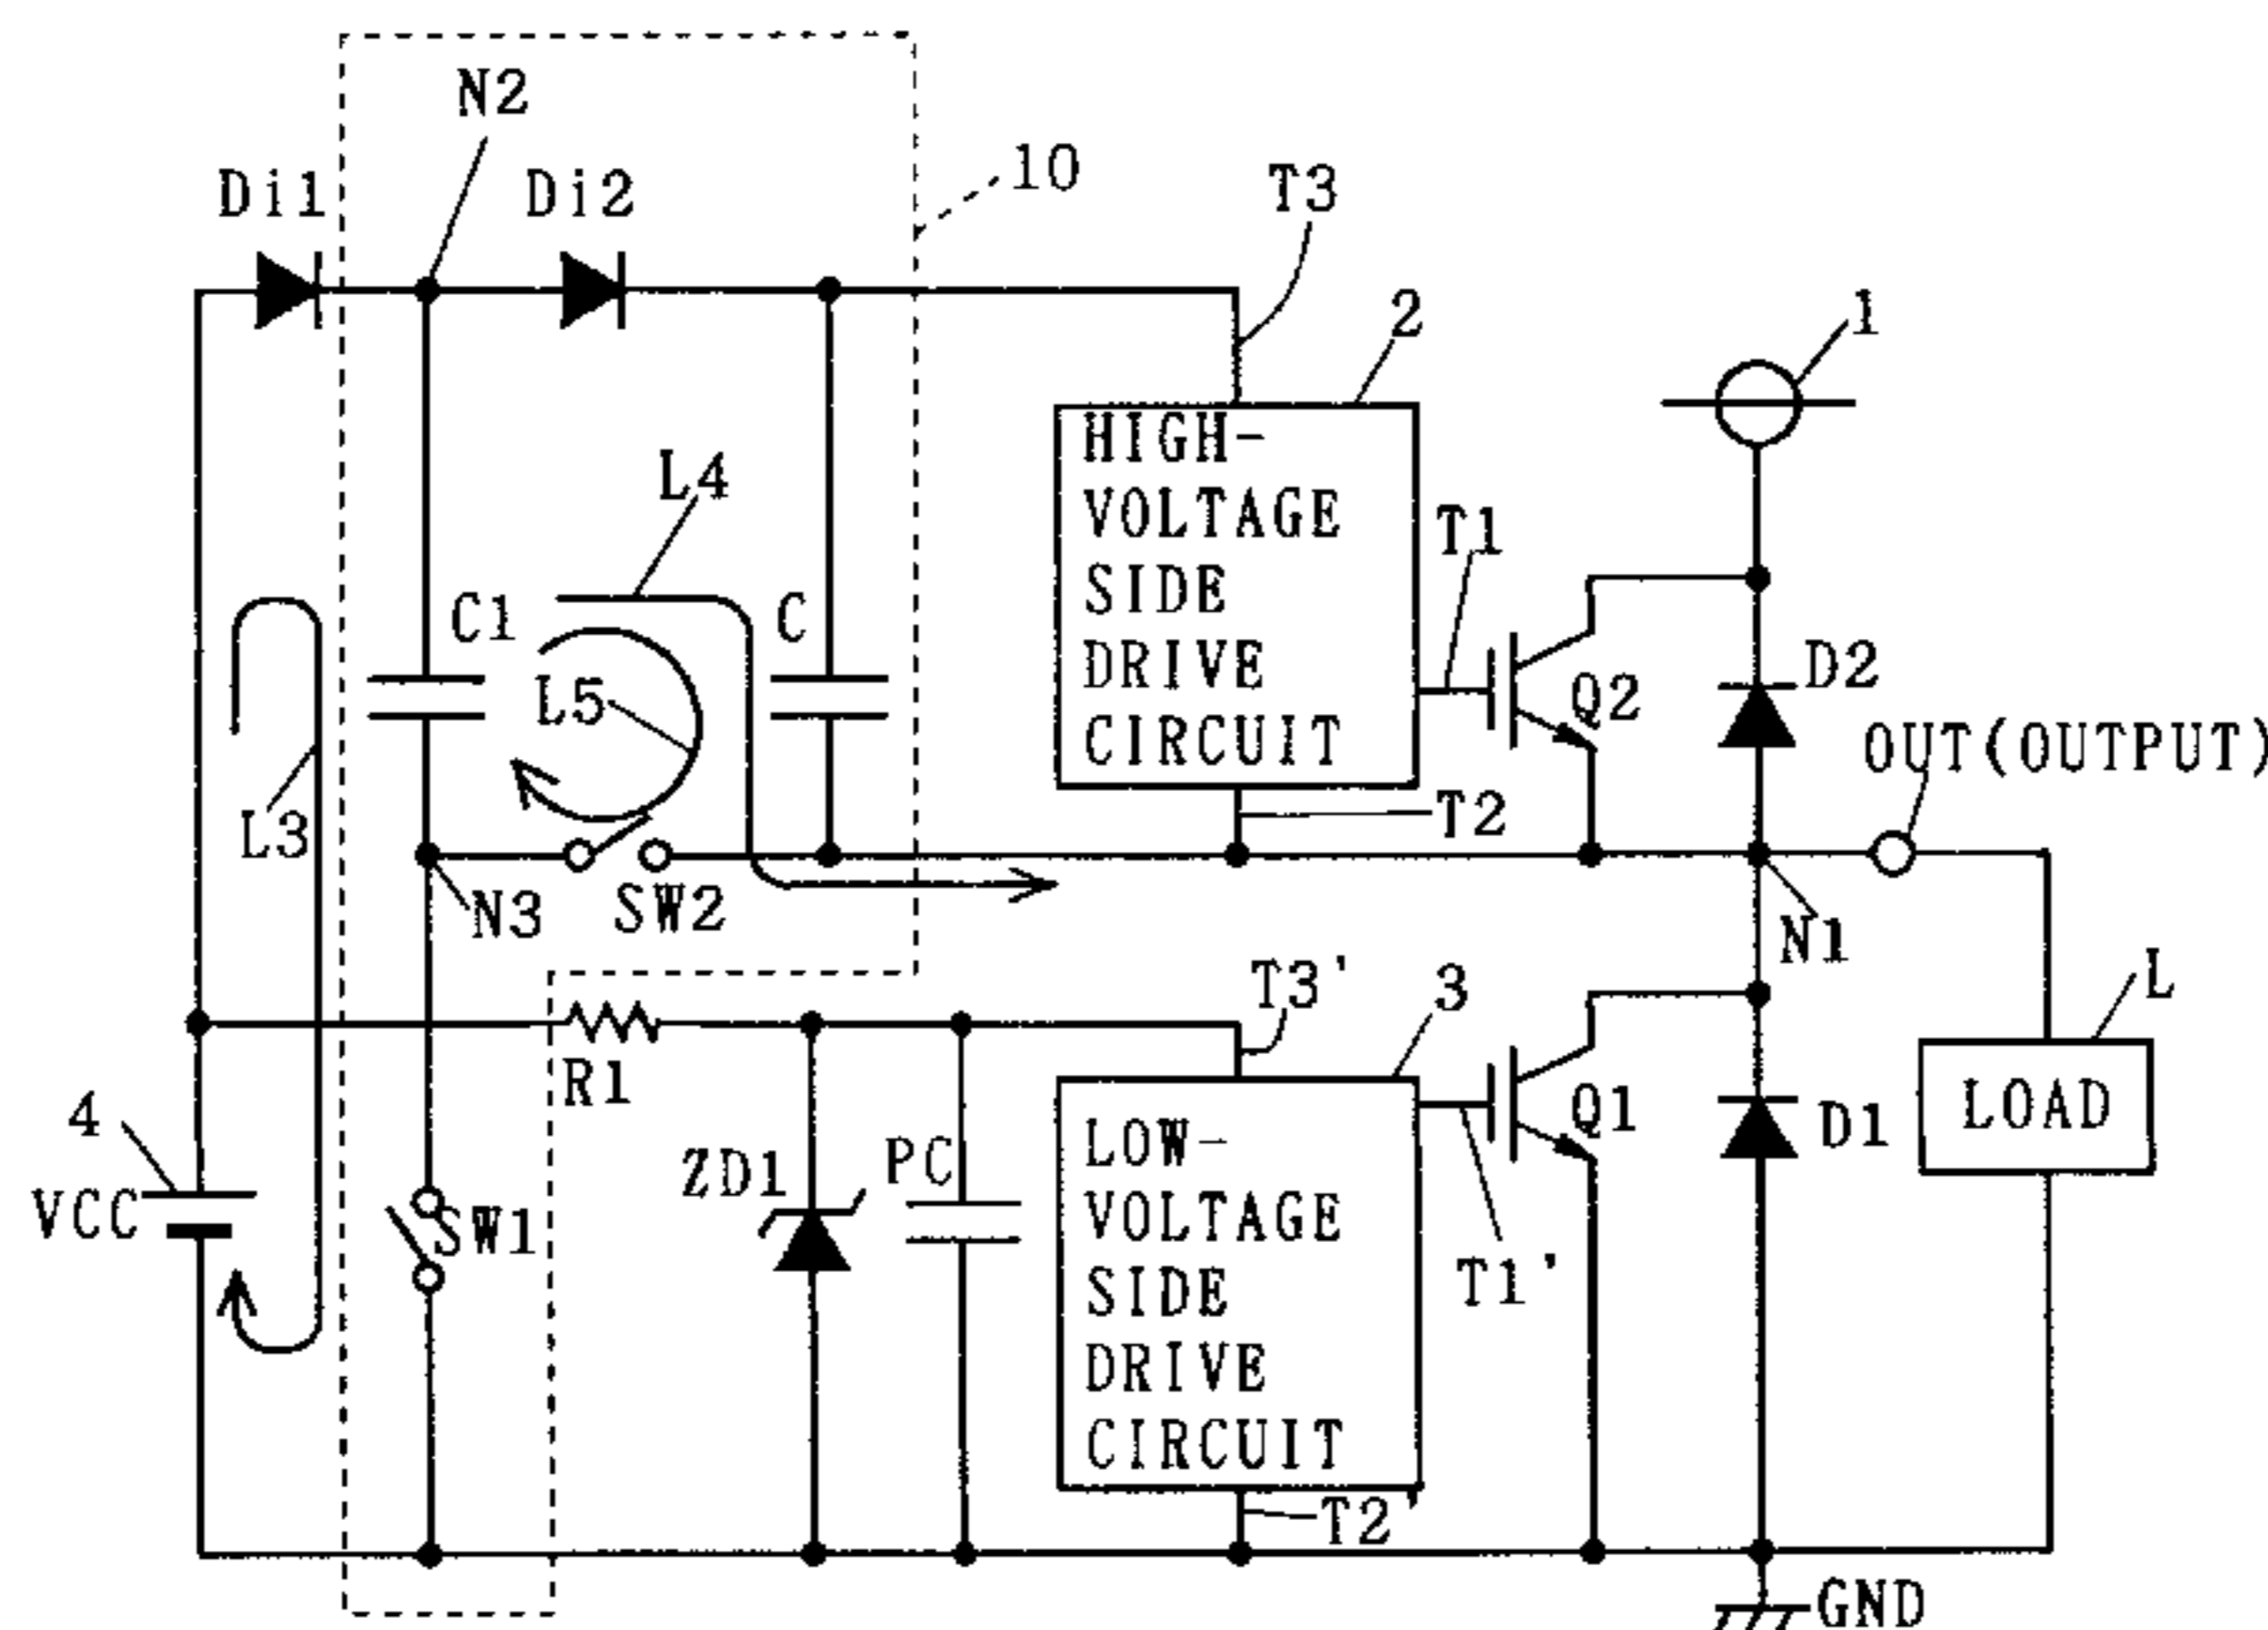 N2
Di1
Di2
10
T3
2
1
HIGH-
VOLTAGE
SIDE
DRIVE
CIRCUIT
L4
T1
C1
C
Q2
D2
L5
OUT(OUTPUT)
L3
T2
N3
SW2
N1
T3'
3
L
R1
4
VCC
SW1
ZD1
PC
LOW-
VOLTAGE
SIDE
DRIVE
CIRCUIT
Q1
D1
LOAD
T1'
T2'
GND